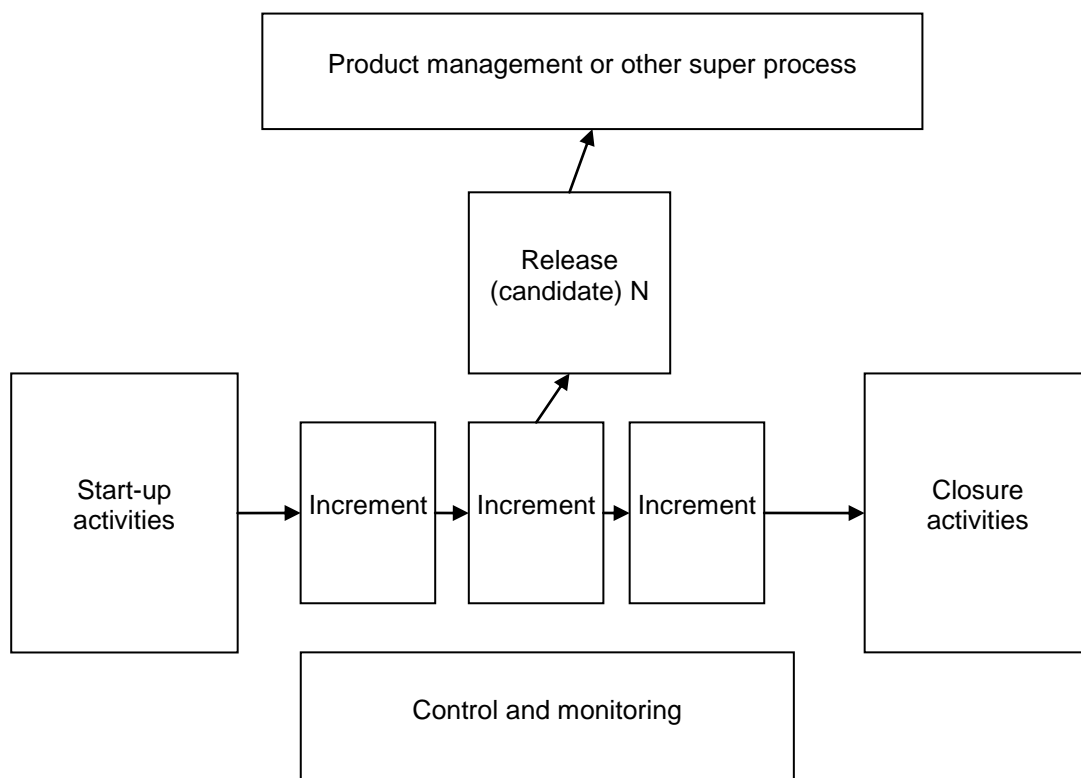 Product management or other super process
Release
(candidate) N
Start-up
activities
Increment
Increment
Increment
Closure
activities
Control and monitoring